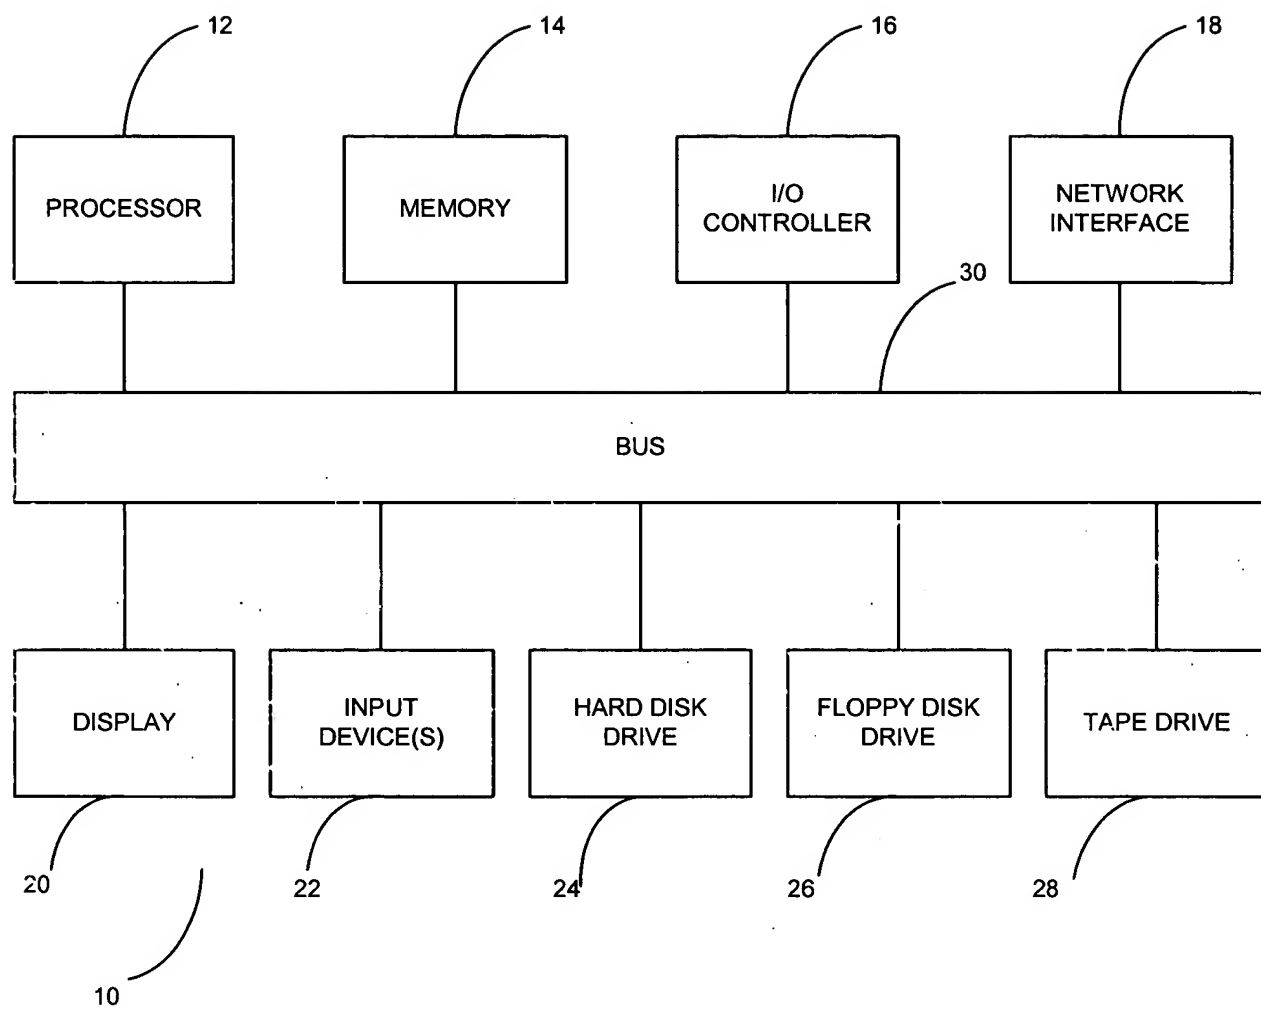 12
14
16
18
PROCESSOR
MEMORY
I/O
CONTROLLER
NETWORK
INTERFACE
30
BUS
DISPLAY
INPUT
DEVICE(S)
HARD DISK
DRIVE
FLOPPY DISK
DRIVE
TAPE DRIVE
20
22
24
26
28
10